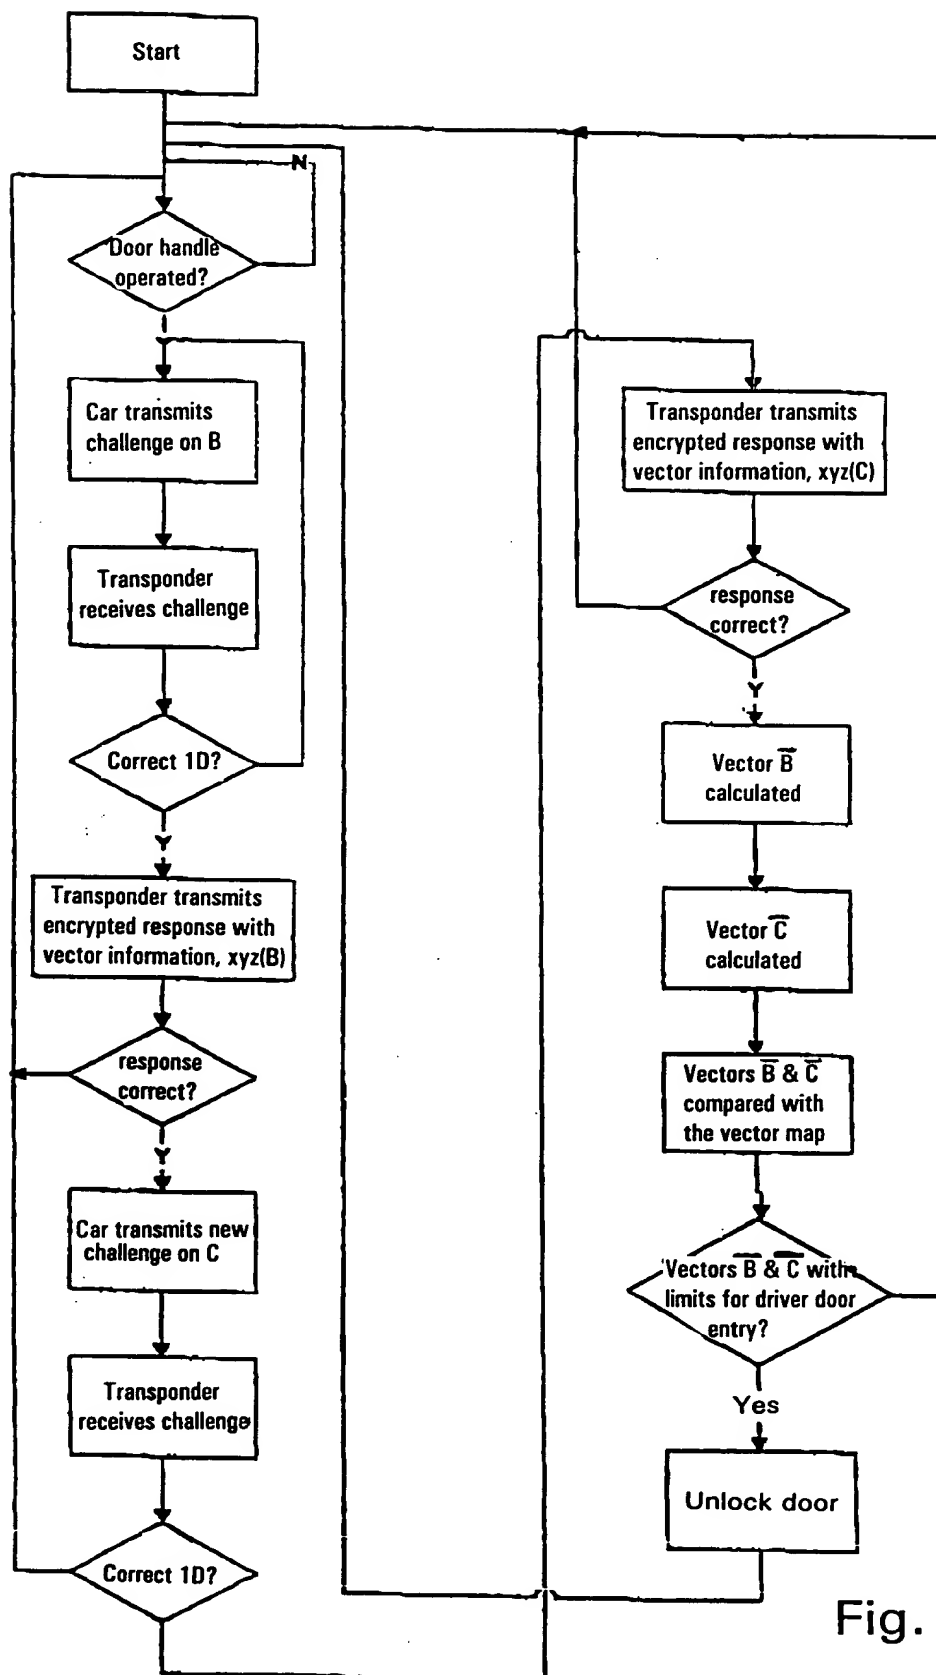 Start
N
Door handle
operated?
Y
Car transmits
challenge on B
Transponder
receives challenge
Correct 1D?
Y
Transponder transmits
encrypted response with
vector information, xyz(B)
response
correct?
Y
Car transmits new
challenge on C
Transponder
receives challenge
Correct 1D?
Transponder transmits
encrypted response with
vector information, xyz(C)
response
correct?
Y
Vector B̅
calculated
Vector C̅
calculated
Vectors B̅ & C̅
compared with
the vector map
Vectors B̅ & C̅ with
limits for driver door
entry?
Yes
Unlock door
Fig.